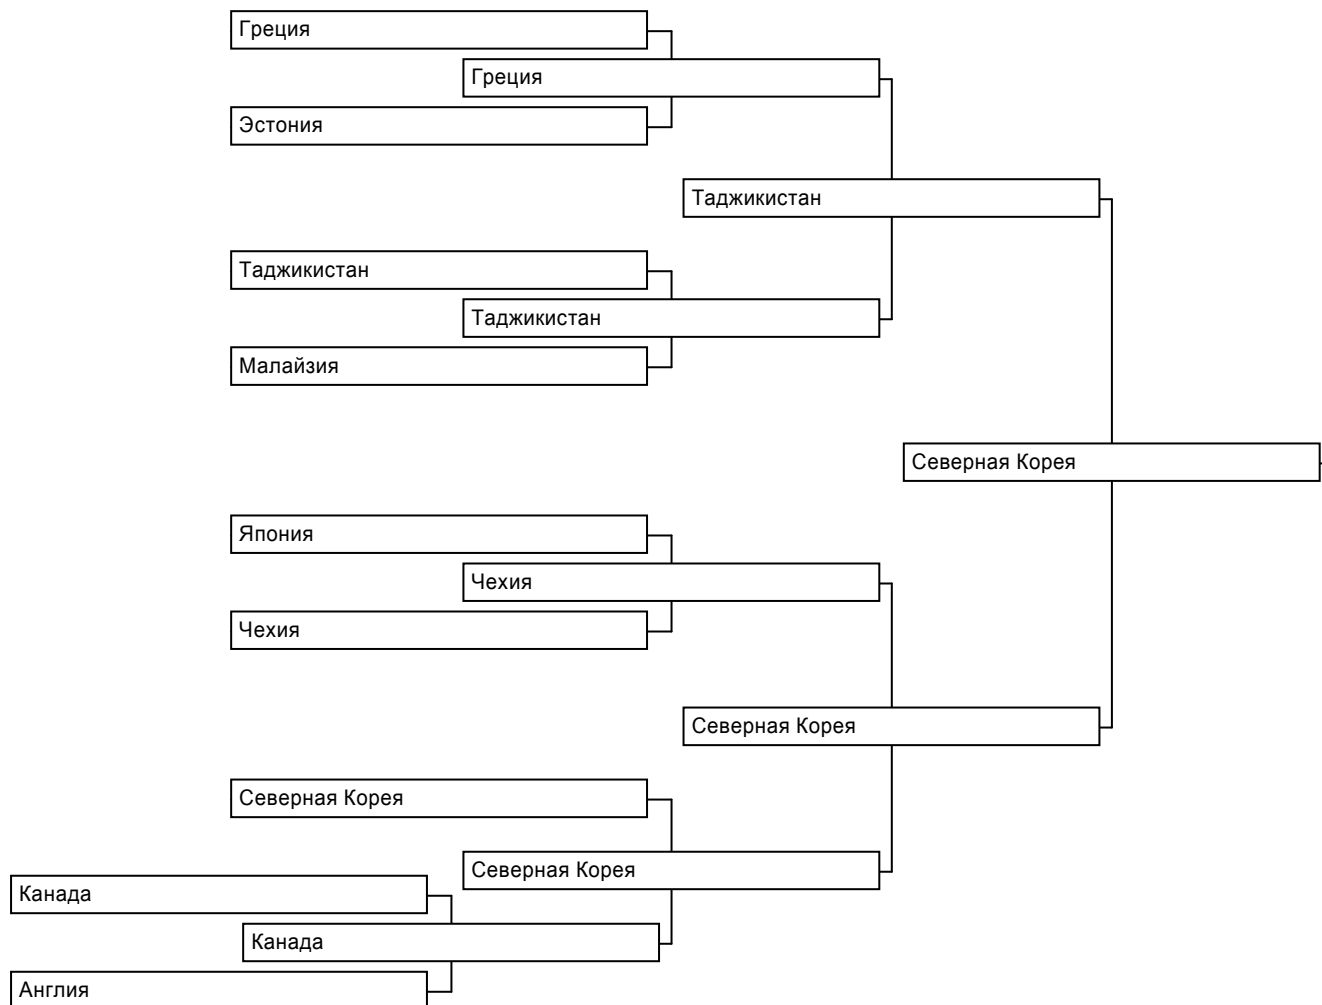 Греция
Греция
Эстония
Таджикистан
Таджикистан
Таджикистан
Малайзия
Северная Корея
Япония
Чехия
Чехия
Северная Корея
Северная Корея
Северная Корея
Канада
Канада
Англия